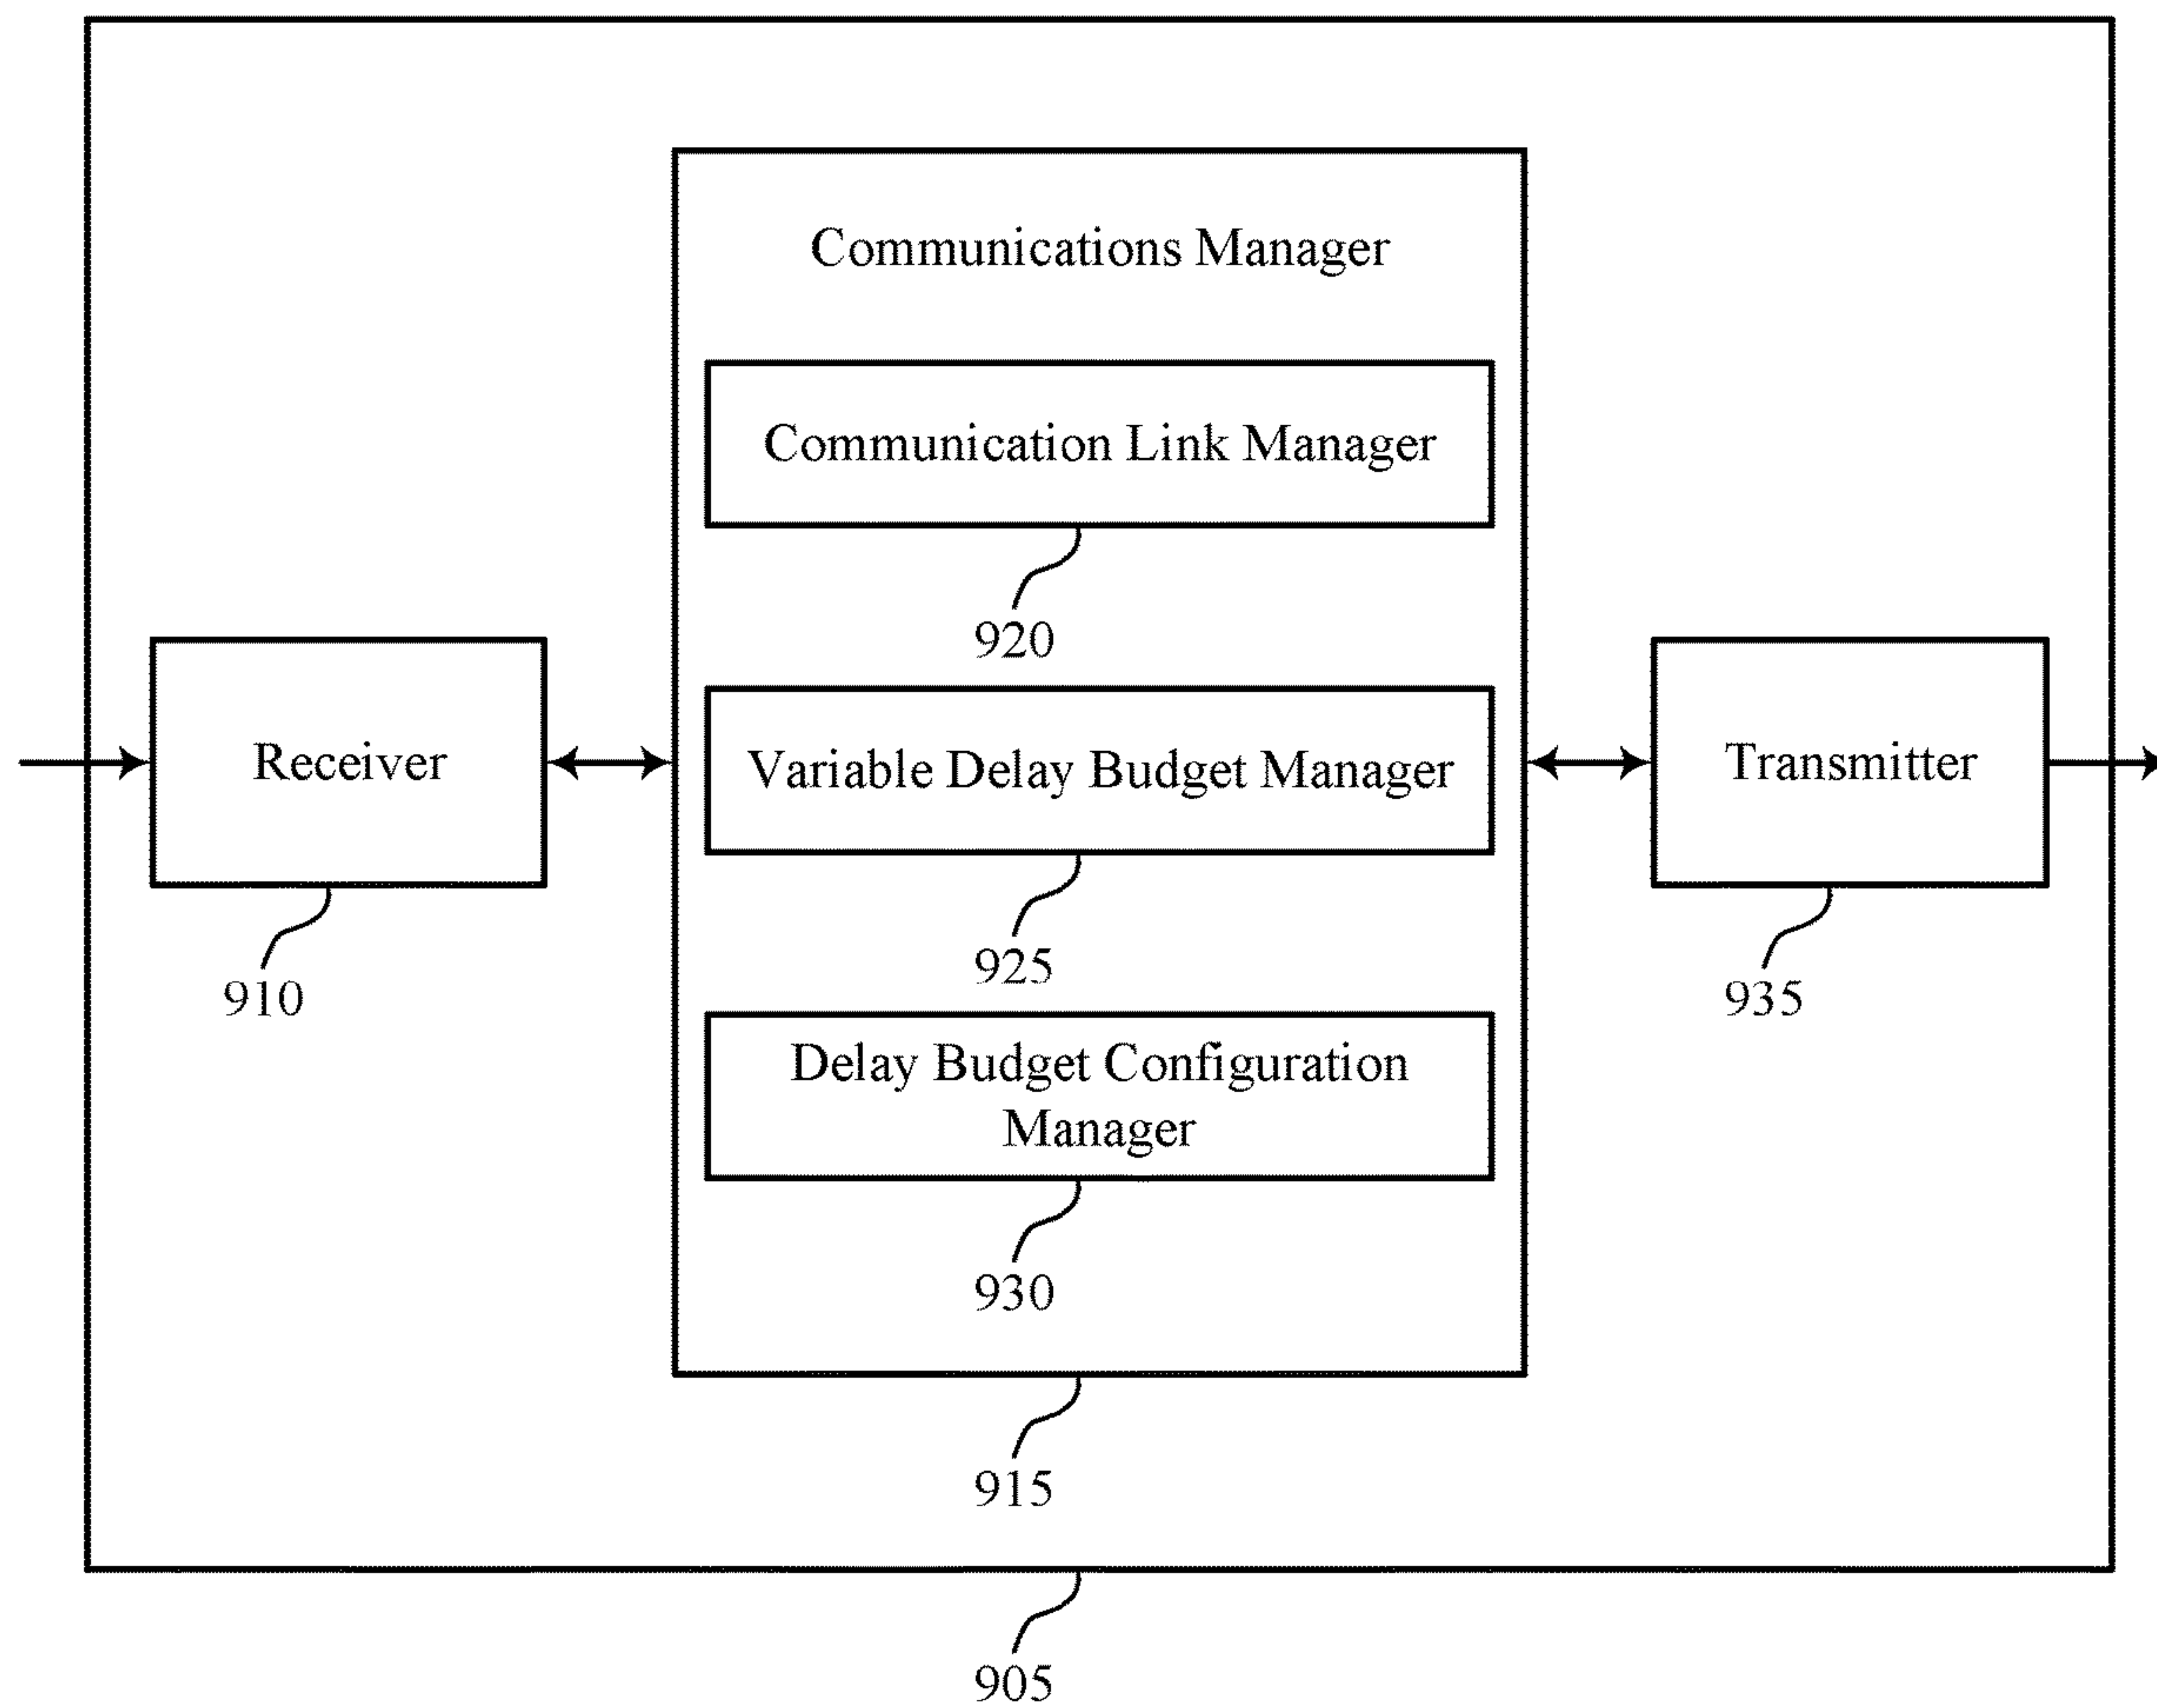 Communications Manager
Communication Link Manager
920
Receiver
Variable Delay Budget Manager
Transmitter
910
925
935
Delay Budget Configuration
Manager
930
915
905